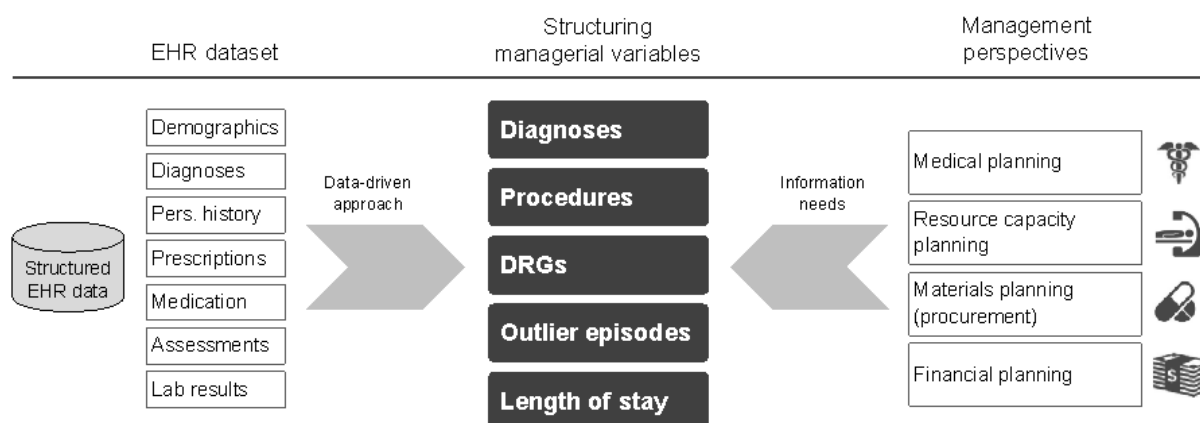 EHR dataset
Structuring
managerial variables
Management
perspectives
Structured
EHR data
Demographics
Diagnoses
Pers. history
Prescriptions
Medication
Assessments
Lab results
Data-driven
approach
Diagnoses
Procedures
DRGs
Outlier episodes
Length of stay
Information
needs
Medical planning
Resource capacity
planning
Materials planning
(procurement)
Financial planning
$